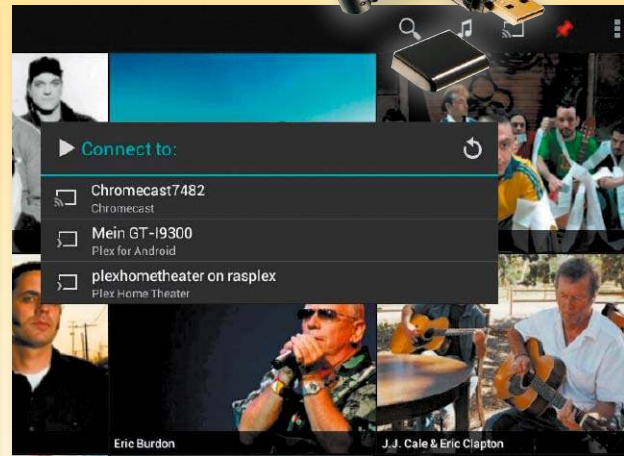 Connect to:
Chromecast7482
Chromecast
Mein GT-I9300
Plex for Android
plexhometheater on rasplex
Plex Home Theater
Eric Burdon
J.J. Cale & Eric Clapton